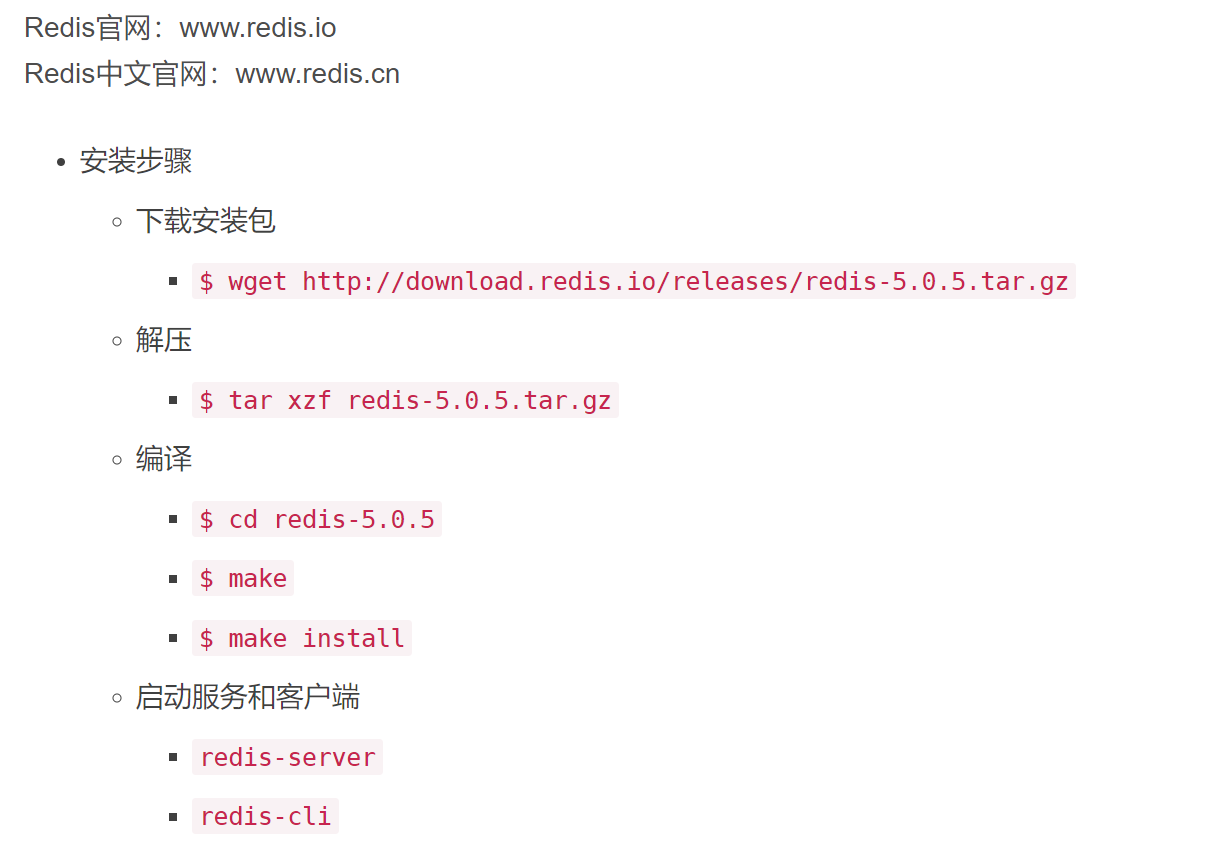 Redis官网：www.redis.io
Redis中文官网：www.redis.cn
安装步骤
下载安装包
$ wget http://download.redis.io/releases/redis-5.0.5.tar.gz
解压
$ tar xzf redis-5.0.5.tar.gz
编译
$ cd redis-5.0.5
$ make
$ make install
启动服务和客户端
redis-server
redis-cli